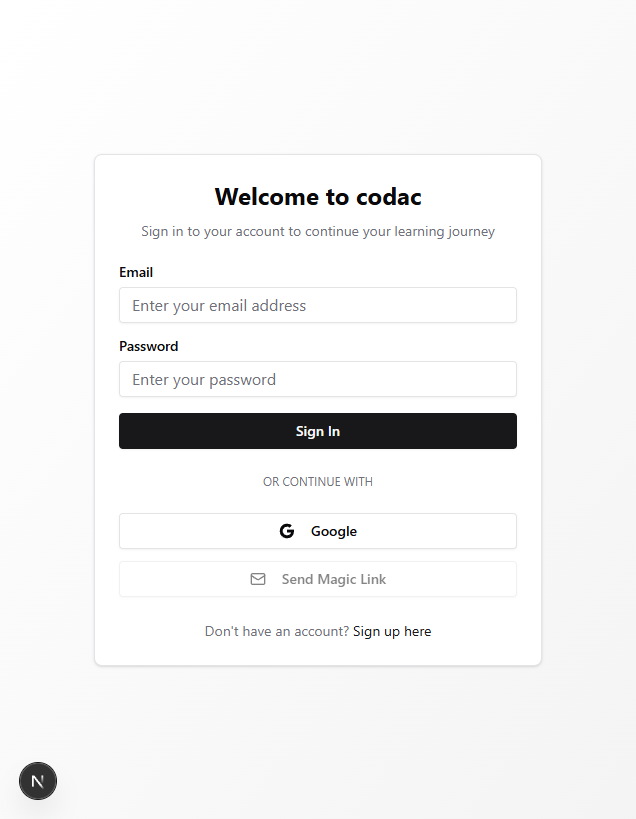 Welcome to codac
Sign in to your account to continue your learning journey
Email
Enter your email address
Password
Enter your password
Sign In
OR CONTINUE WITH
G Google
Send Magic Link
Don't have an account? Sign up here
N